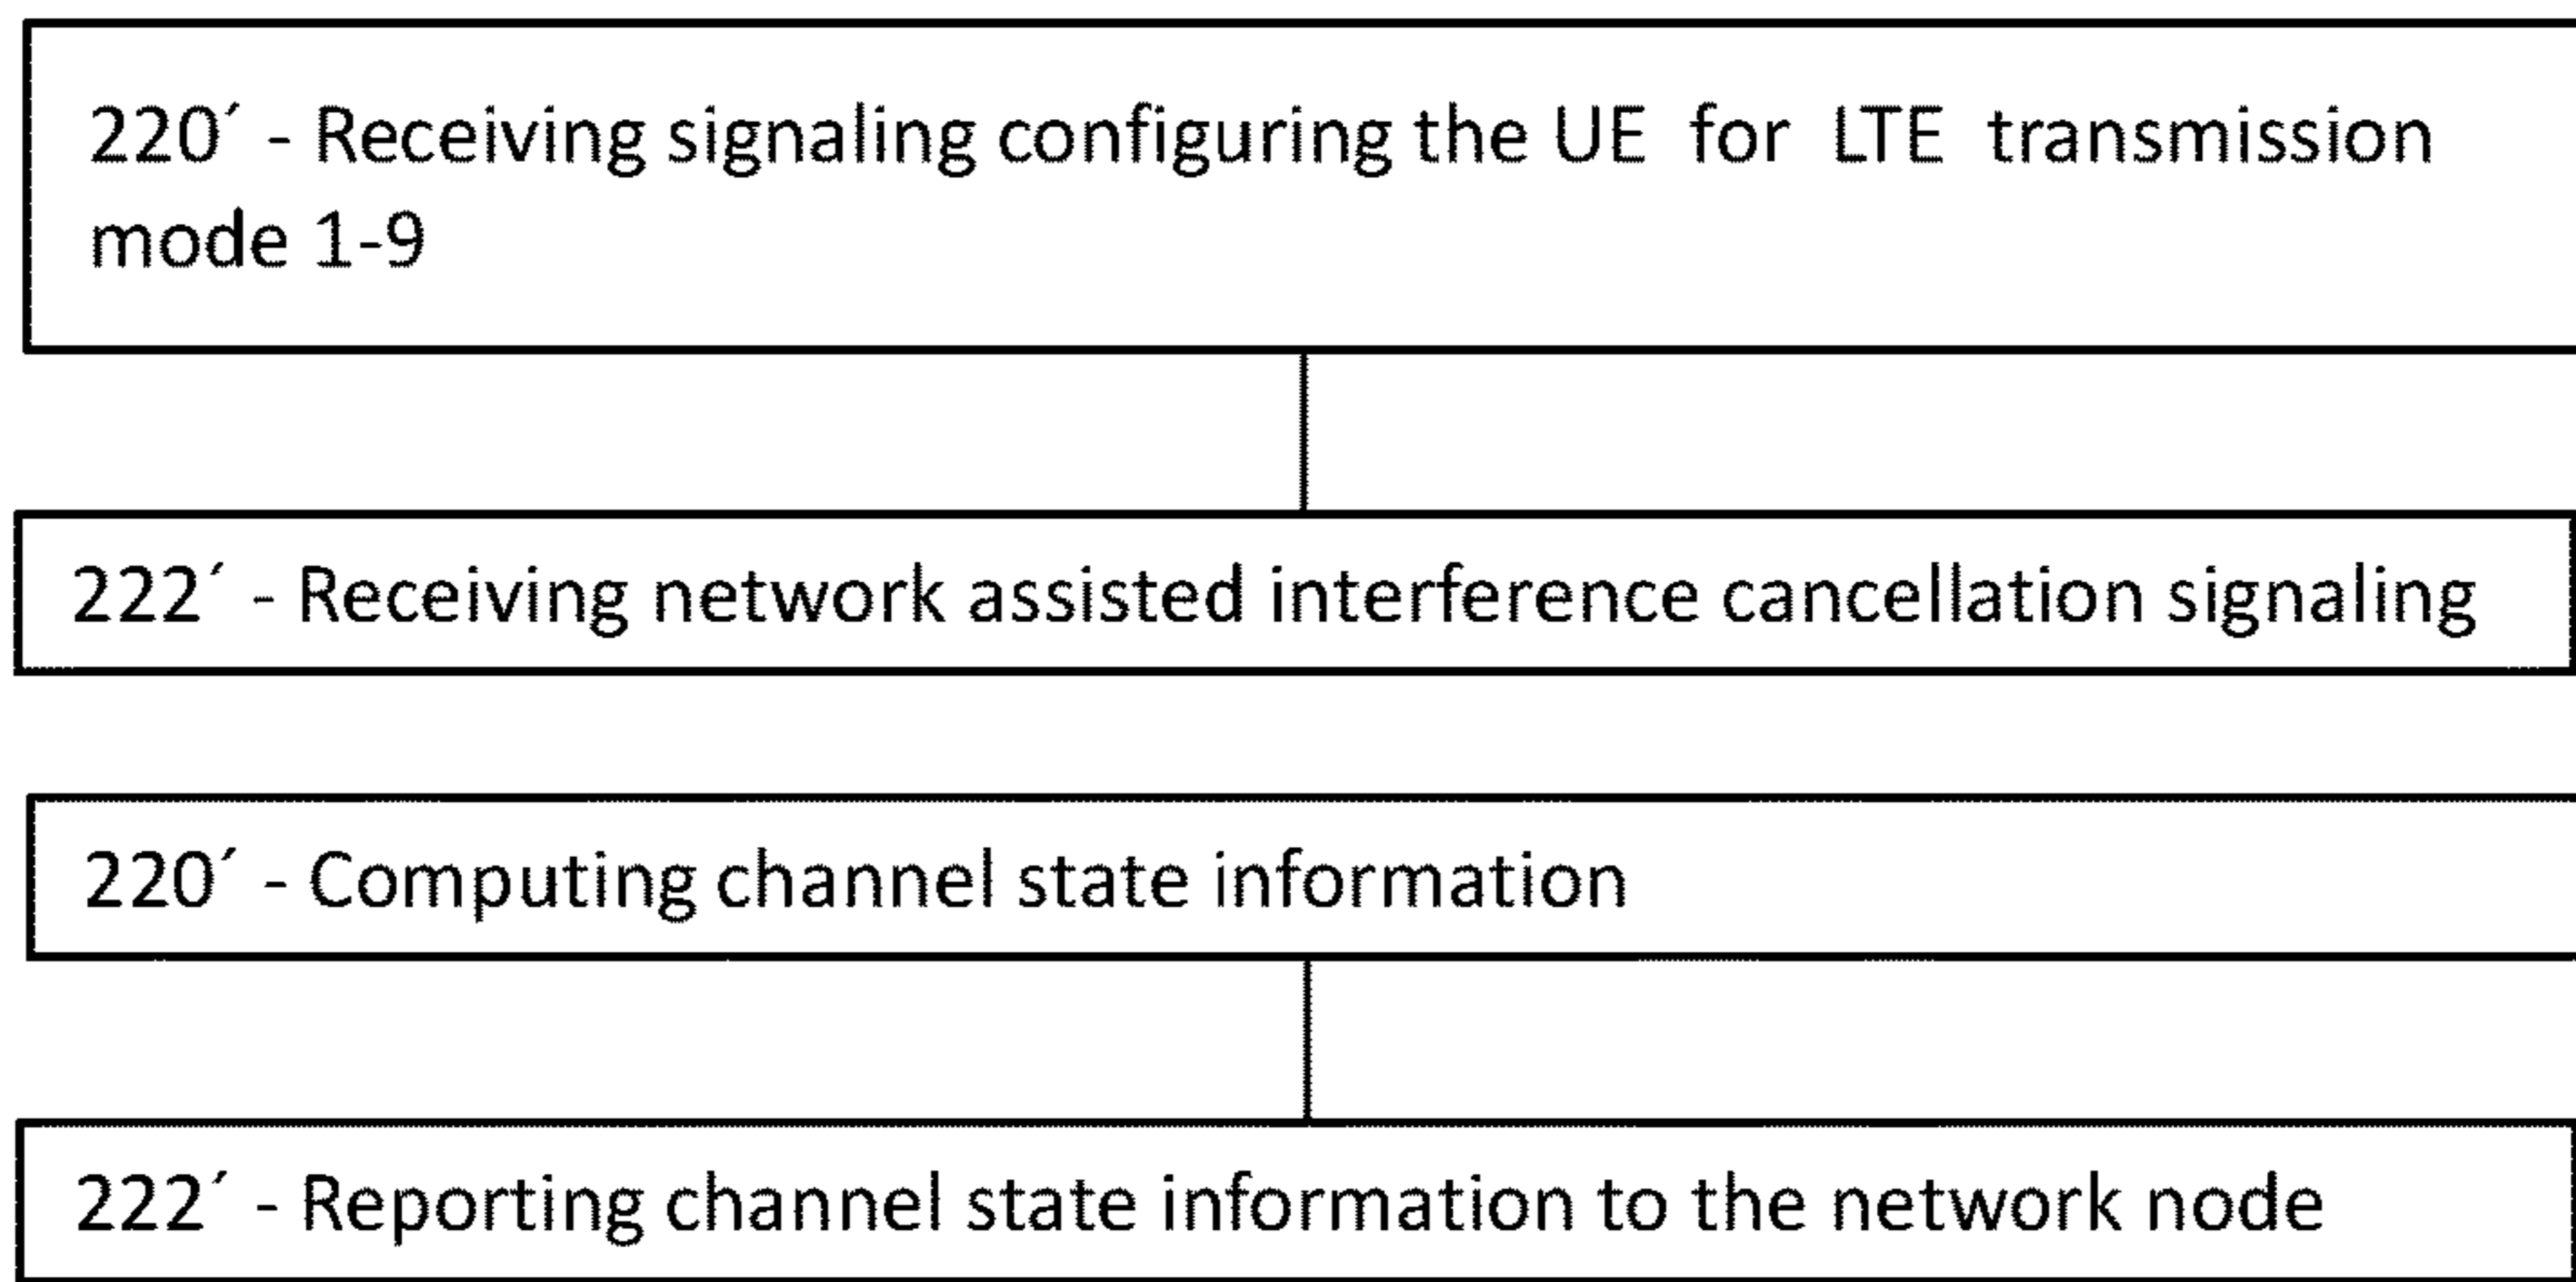 220´ - Receiving signaling configuring the UE for LTE transmission
mode 1-9
222´ - Receiving network assisted interference cancellation signaling
220´ - Computing channel state information
222´ - Reporting channel state information to the network node